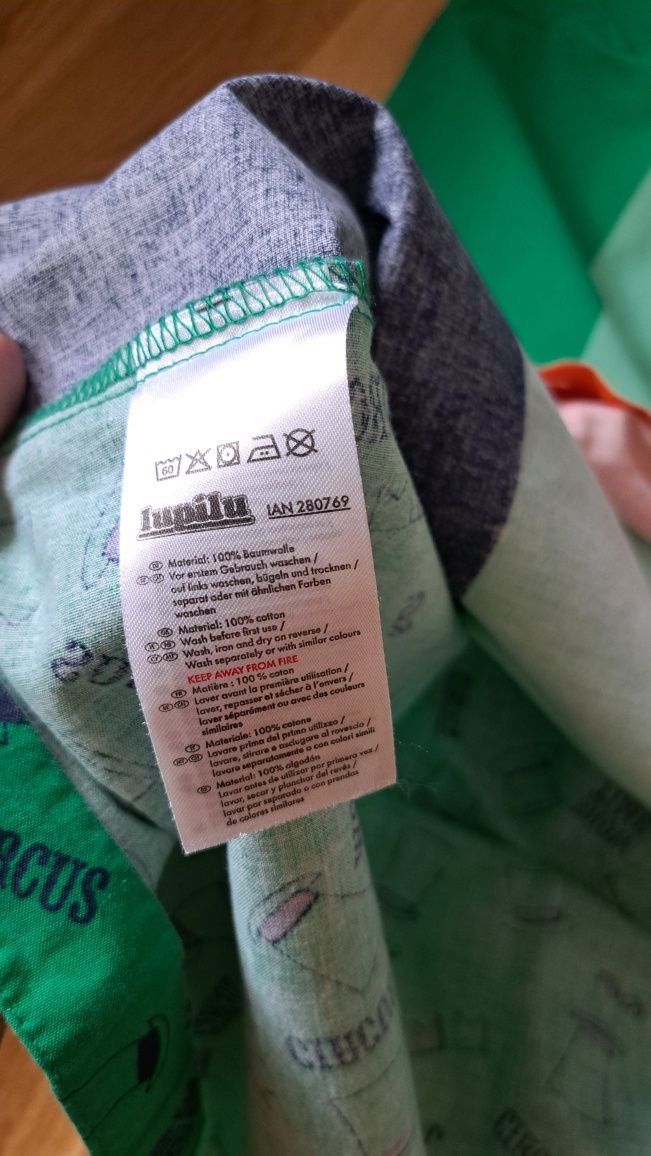 60
lupilu IAN 280769
DE Material: 100% Baumwolle
Vor erstem Gebrauch waschen /
auf links waschen, bügeln und trocknen /
separat oder mit ähnlichen Farben
waschen
Material: 100% cotton
Wash before first use /
Wash, iron and dry on reverse /
Wash separately or with similar colours
KEEP AWAY FROM FIRE
FR Matière : 100 % coton
Laver avant la première utilisation /
laver, repasser et sécher à l'envers /
laver séparément ou avec des couleurs
similaires
IT Materiale: 100% cotone
Lavare prima del primo utilizzo /
lavare, stirare e asciugare al rovescio /
lavare separatamente o con colori simili
ES Material: 100% algodón
Lavar antes de utilizar por primera vez /
lavar, secar y planchar del revés /
lavar por separado o con prendas
de colores similares
RCUS